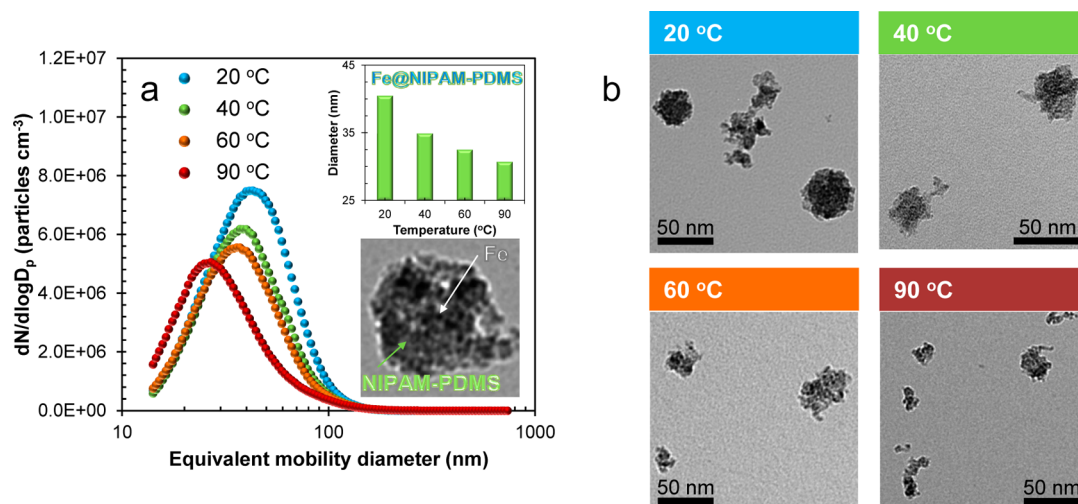 a
20 °C
40 °C
60 °C
90 °C
dN/dlogDp (particles cm-3)
1.2E+07
1.0E+07
8.0E+06
6.0E+06
4.0E+06
2.0E+06
0.0E+00
10
100
1000
Equivalent mobility diameter (nm)
Fe@NIPAM-PDMS
Diameter (nm)
45
35
25
20
40
60
90
Temperature (°C)
Fe
NIPAM-PDMS
b
20 °C
50 nm
40 °C
50 nm
60 °C
50 nm
90 °C
50 nm